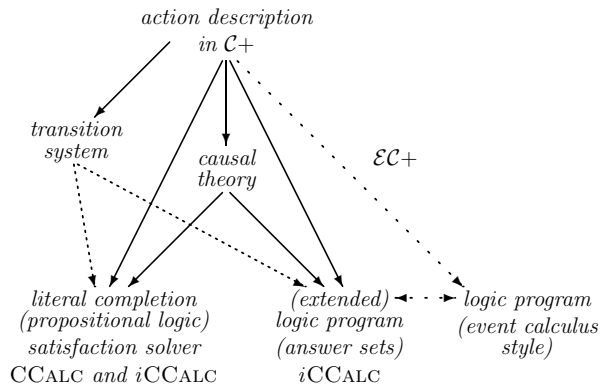 action description
in C+
transition
system
causal
theory
EC+
literal completion
(propositional logic)
satisfaction solver
CCALC and iCCALC
(extended)
logic program
(answer sets)
iCCALC
logic program
(event calculus
style)